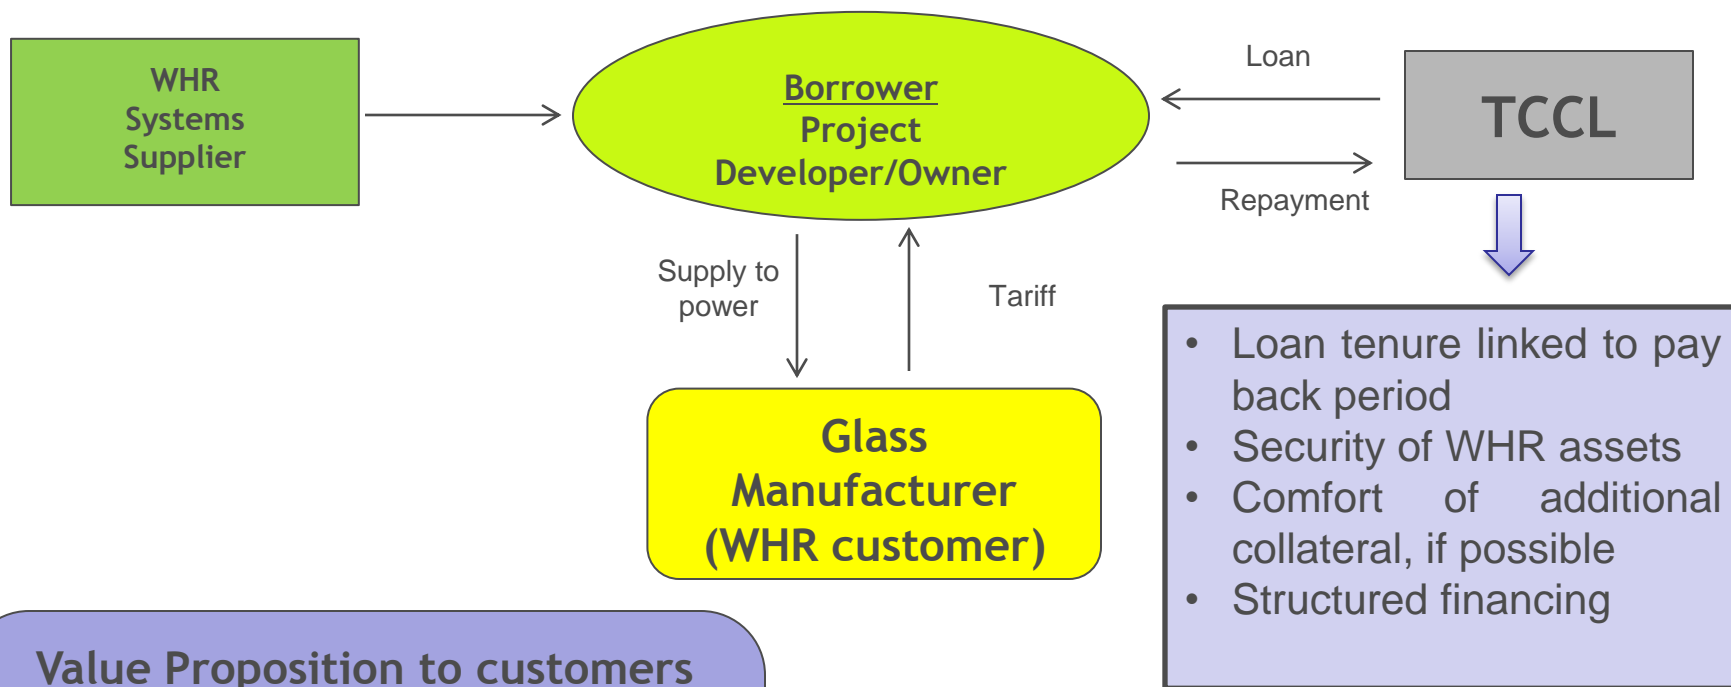 WHR
Systems
Supplier
Borrower
Project
Developer/Owner
Loan
TCCL
Repayment
Supply to
power
Tariff
Glass
Manufacturer
(WHR customer)
• Loan tenure linked to pay
back period
• Security of WHR assets
• Comfort of additional
collateral, if possible
• Structured financing
Value Proposition to customers